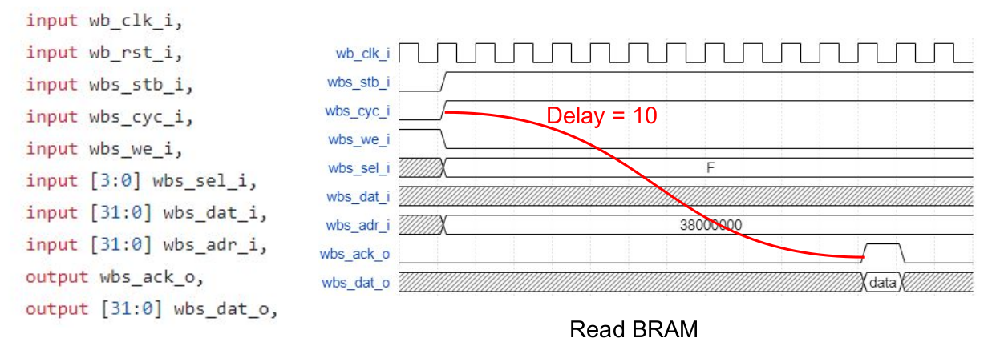 input wb_clk_i,
input wb_rst_i,
input wbs_stb_i,
input wbs_cyc_i,
input wbs_we_i,
input [3:0] wbs_sel_i,
input [31:0] wbs_dat_i,
input [31:0] wbs_adr_i,
output wbs_ack_o,
output [31:0] wbs_dat_o,
wb_clk_i
wbs_stb_i
wbs_cyc_i
Delay = 10
wbs_we_i
wbs_sel_i F
wbs_dat_i
wbs_adr_i 38000000
wbs_ack_o
wbs_dat_o data
Read BRAM